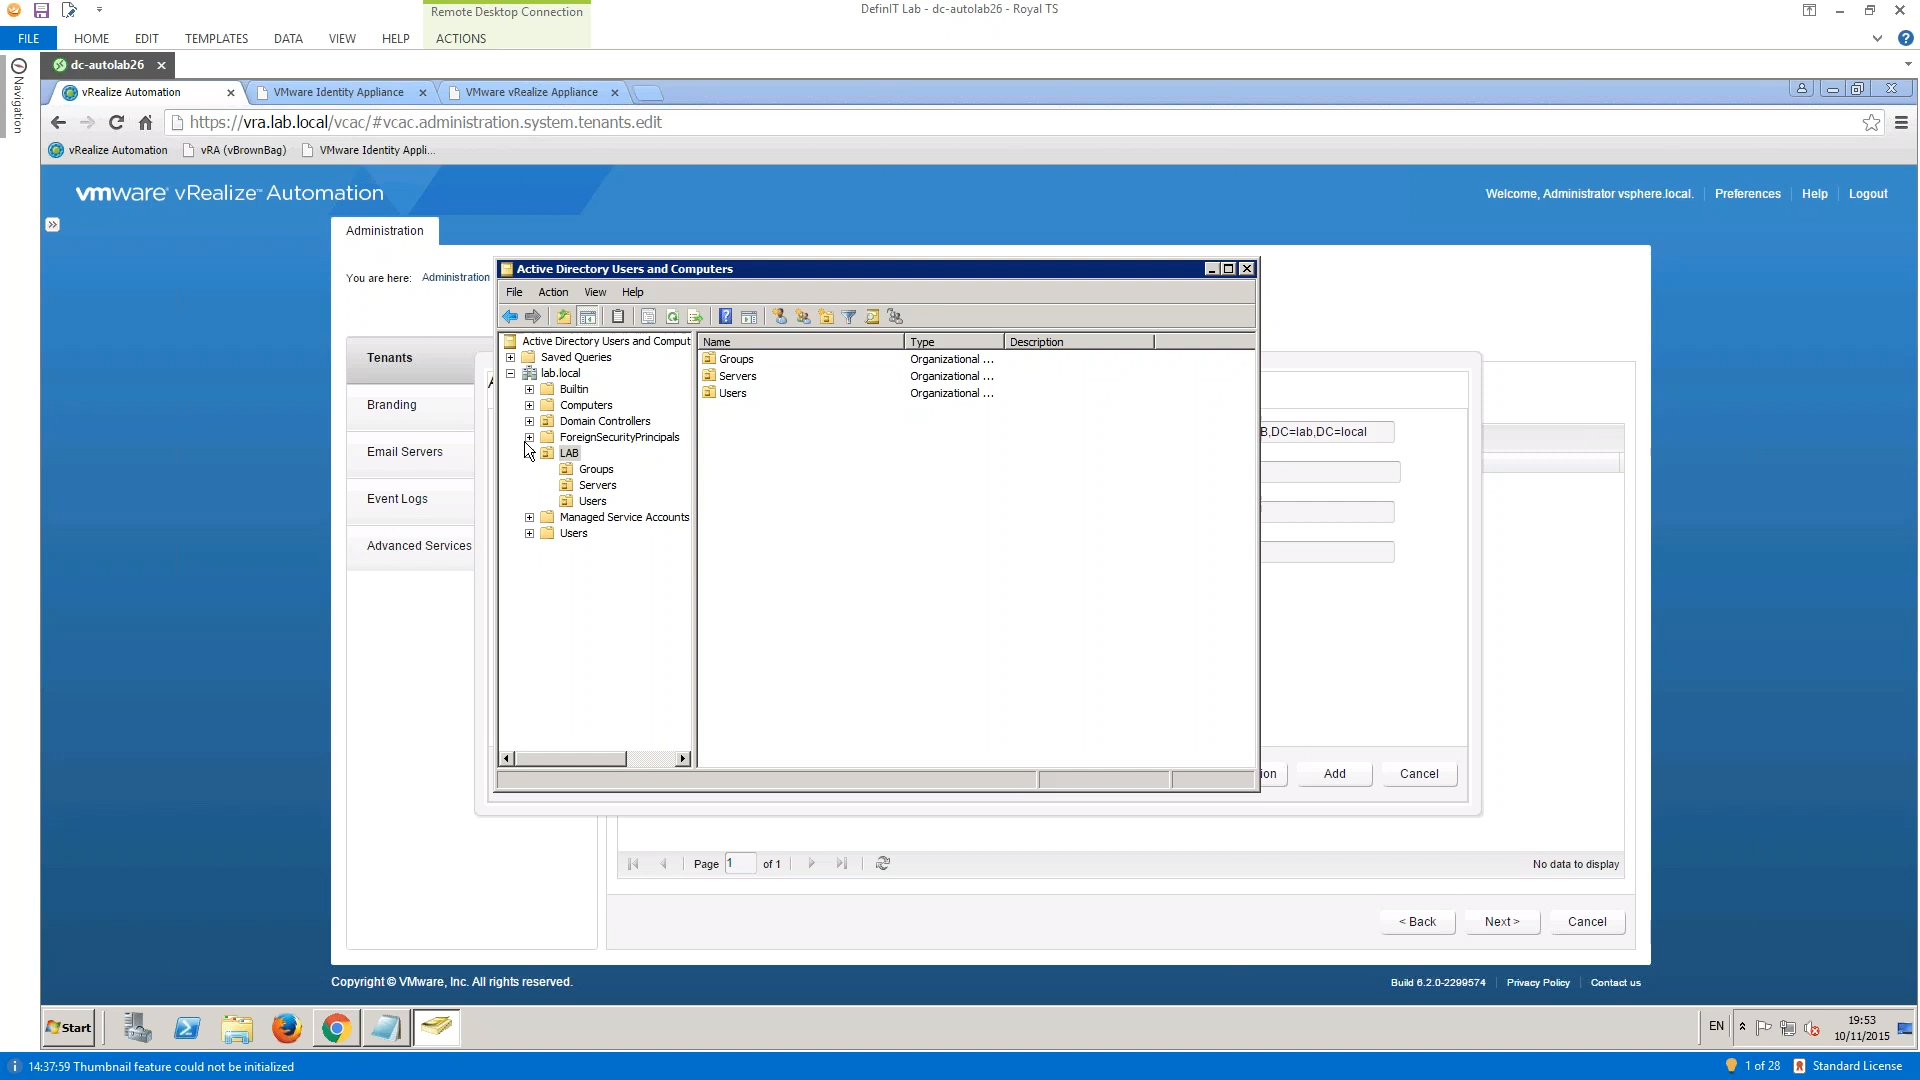 Remote Desktop Connection
DefinIT Lab - dc-autolab26 - Royal TS
FILE HOME EDIT TEMPLATES DATA VIEW HELP ACTIONS
Navigation
dc-autolab26
vRealize Automation
VMware Identity Appliance
VMware vRealize Appliance
https://vra.lab.local/vcac/#vcac.administration.system.tenants.edit
vRealize Automation
vRA (vBrownBag)
VMware Identity Appli...
vmware vRealize Automation
Welcome, Administrator vsphere.local.
Preferences
Help
Logout
Administration
You are here: Administration
Tenants
Branding
Email Servers
Event Logs
Advanced Services
Active Directory Users and Computers
File Action View Help
Active Directory Users and Comput
Saved Queries
lab.local
Builtin
Computers
Domain Controllers
ForeignSecurityPrincipals
LAB
Groups
Servers
Users
Managed Service Accounts
Users
Name Type Description
Groups Organizational ...
Servers Organizational ...
Users Organizational ...
B,DC=lab,DC=local
ion
Add
Cancel
Page 1 of 1
No data to display
< Back
Next >
Cancel
Copyright © VMware, Inc. All rights reserved.
Build 6.2.0-2299574
Privacy Policy
Contact us
Start
EN
19:53
10/11/2015
14:37:59 Thumbnail feature could not be initialized
1 of 28
Standard License